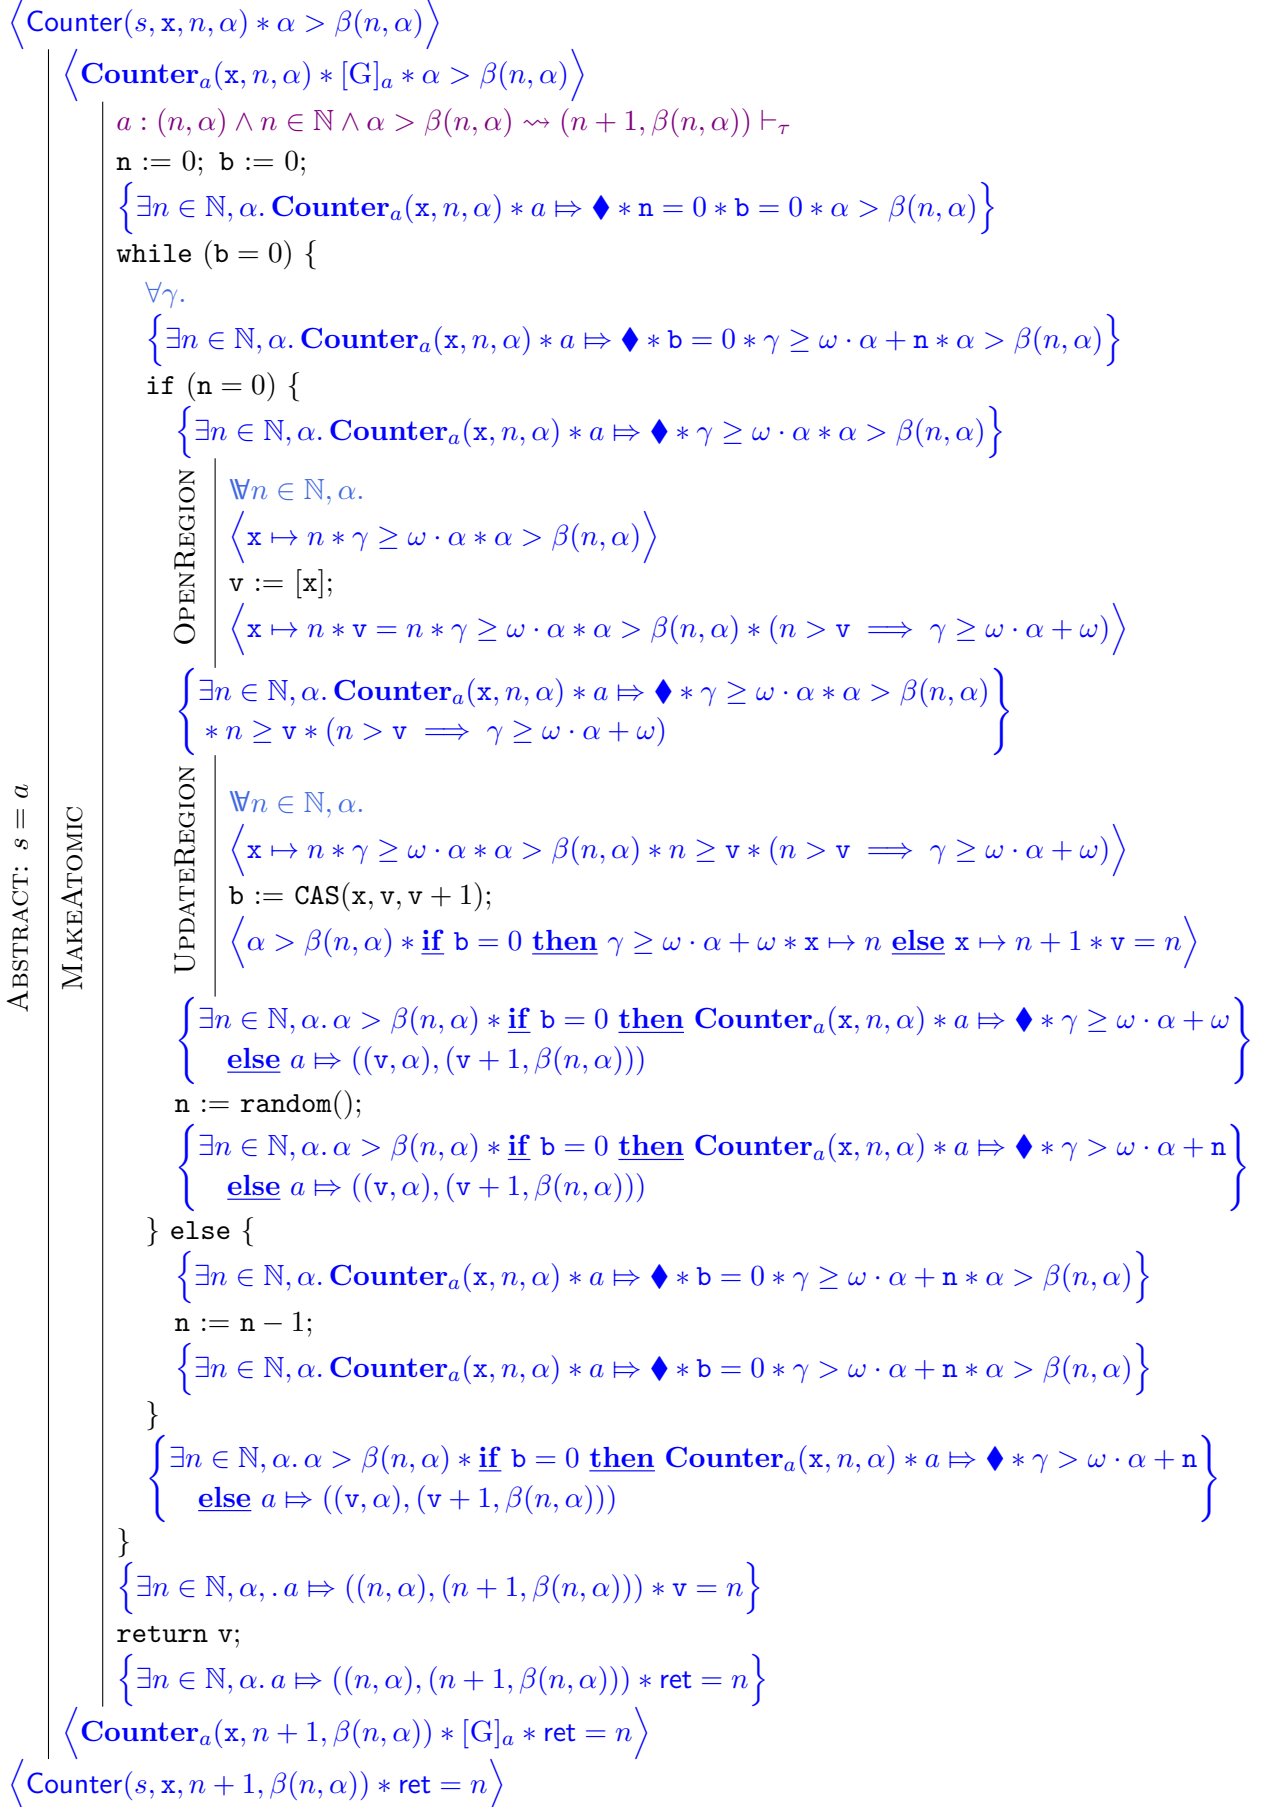 ⟨Counter(s, x, n, α) ∗ α > β(n, α)⟩
Abstract: s = a
⟨Counter_a(x, n, α) ∗ [G]_a ∗ α > β(n, α)⟩
MakeAtomic
a : (n, α) ∧ n ∈ ℕ ∧ α > β(n, α) ⇝ (n + 1, β(n, α)) ⊢_τ
n := 0; b := 0;
{∃n ∈ ℕ, α. Counter_a(x, n, α) ∗ a ⤇ ♦ ∗ n = 0 ∗ b = 0 ∗ α > β(n, α)}
while (b = 0) {
∀γ.
{∃n ∈ ℕ, α. Counter_a(x, n, α) ∗ a ⤇ ♦ ∗ b = 0 ∗ γ ≥ ω · α + n ∗ α > β(n, α)}
if (n = 0) {
{∃n ∈ ℕ, α. Counter_a(x, n, α) ∗ a ⤇ ♦ ∗ γ ≥ ω · α ∗ α > β(n, α)}
OpenRegion
∀n ∈ ℕ, α.
⟨x ↦ n ∗ γ ≥ ω · α ∗ α > β(n, α)⟩
v := [x];
⟨x ↦ n ∗ v = n ∗ γ ≥ ω · α ∗ α > β(n, α) ∗ (n > v ⟹ γ ≥ ω · α + ω)⟩
{∃n ∈ ℕ, α. Counter_a(x, n, α) ∗ a ⤇ ♦ ∗ γ ≥ ω · α ∗ α > β(n, α)
∗ n ≥ v ∗ (n > v ⟹ γ ≥ ω · α + ω)}
UpdateRegion
∀n ∈ ℕ, α.
⟨x ↦ n ∗ γ ≥ ω · α ∗ α > β(n, α) ∗ n ≥ v ∗ (n > v ⟹ γ ≥ ω · α + ω)⟩
b := CAS(x, v, v + 1);
⟨α > β(n, α) ∗ if b = 0 then γ ≥ ω · α + ω ∗ x ↦ n else x ↦ n + 1 ∗ v = n⟩
{∃n ∈ ℕ, α. α > β(n, α) ∗ if b = 0 then Counter_a(x, n, α) ∗ a ⤇ ♦ ∗ γ ≥ ω · α + ω
else a ⤇ ((v, α), (v + 1, β(n, α)))}
n := random();
{∃n ∈ ℕ, α. α > β(n, α) ∗ if b = 0 then Counter_a(x, n, α) ∗ a ⤇ ♦ ∗ γ > ω · α + n
else a ⤇ ((v, α), (v + 1, β(n, α)))}
} else {
{∃n ∈ ℕ, α. Counter_a(x, n, α) ∗ a ⤇ ♦ ∗ b = 0 ∗ γ ≥ ω · α + n ∗ α > β(n, α)}
n := n − 1;
{∃n ∈ ℕ, α. Counter_a(x, n, α) ∗ a ⤇ ♦ ∗ b = 0 ∗ γ > ω · α + n ∗ α > β(n, α)}
}
{∃n ∈ ℕ, α. α > β(n, α) ∗ if b = 0 then Counter_a(x, n, α) ∗ a ⤇ ♦ ∗ γ > ω · α + n
else a ⤇ ((v, α), (v + 1, β(n, α)))}
}
{∃n ∈ ℕ, α, . a ⤇ ((n, α), (n + 1, β(n, α))) ∗ v = n}
return v;
{∃n ∈ ℕ, α. a ⤇ ((n, α), (n + 1, β(n, α))) ∗ ret = n}
⟨Counter_a(x, n + 1, β(n, α)) ∗ [G]_a ∗ ret = n⟩
⟨Counter(s, x, n + 1, β(n, α)) ∗ ret = n⟩